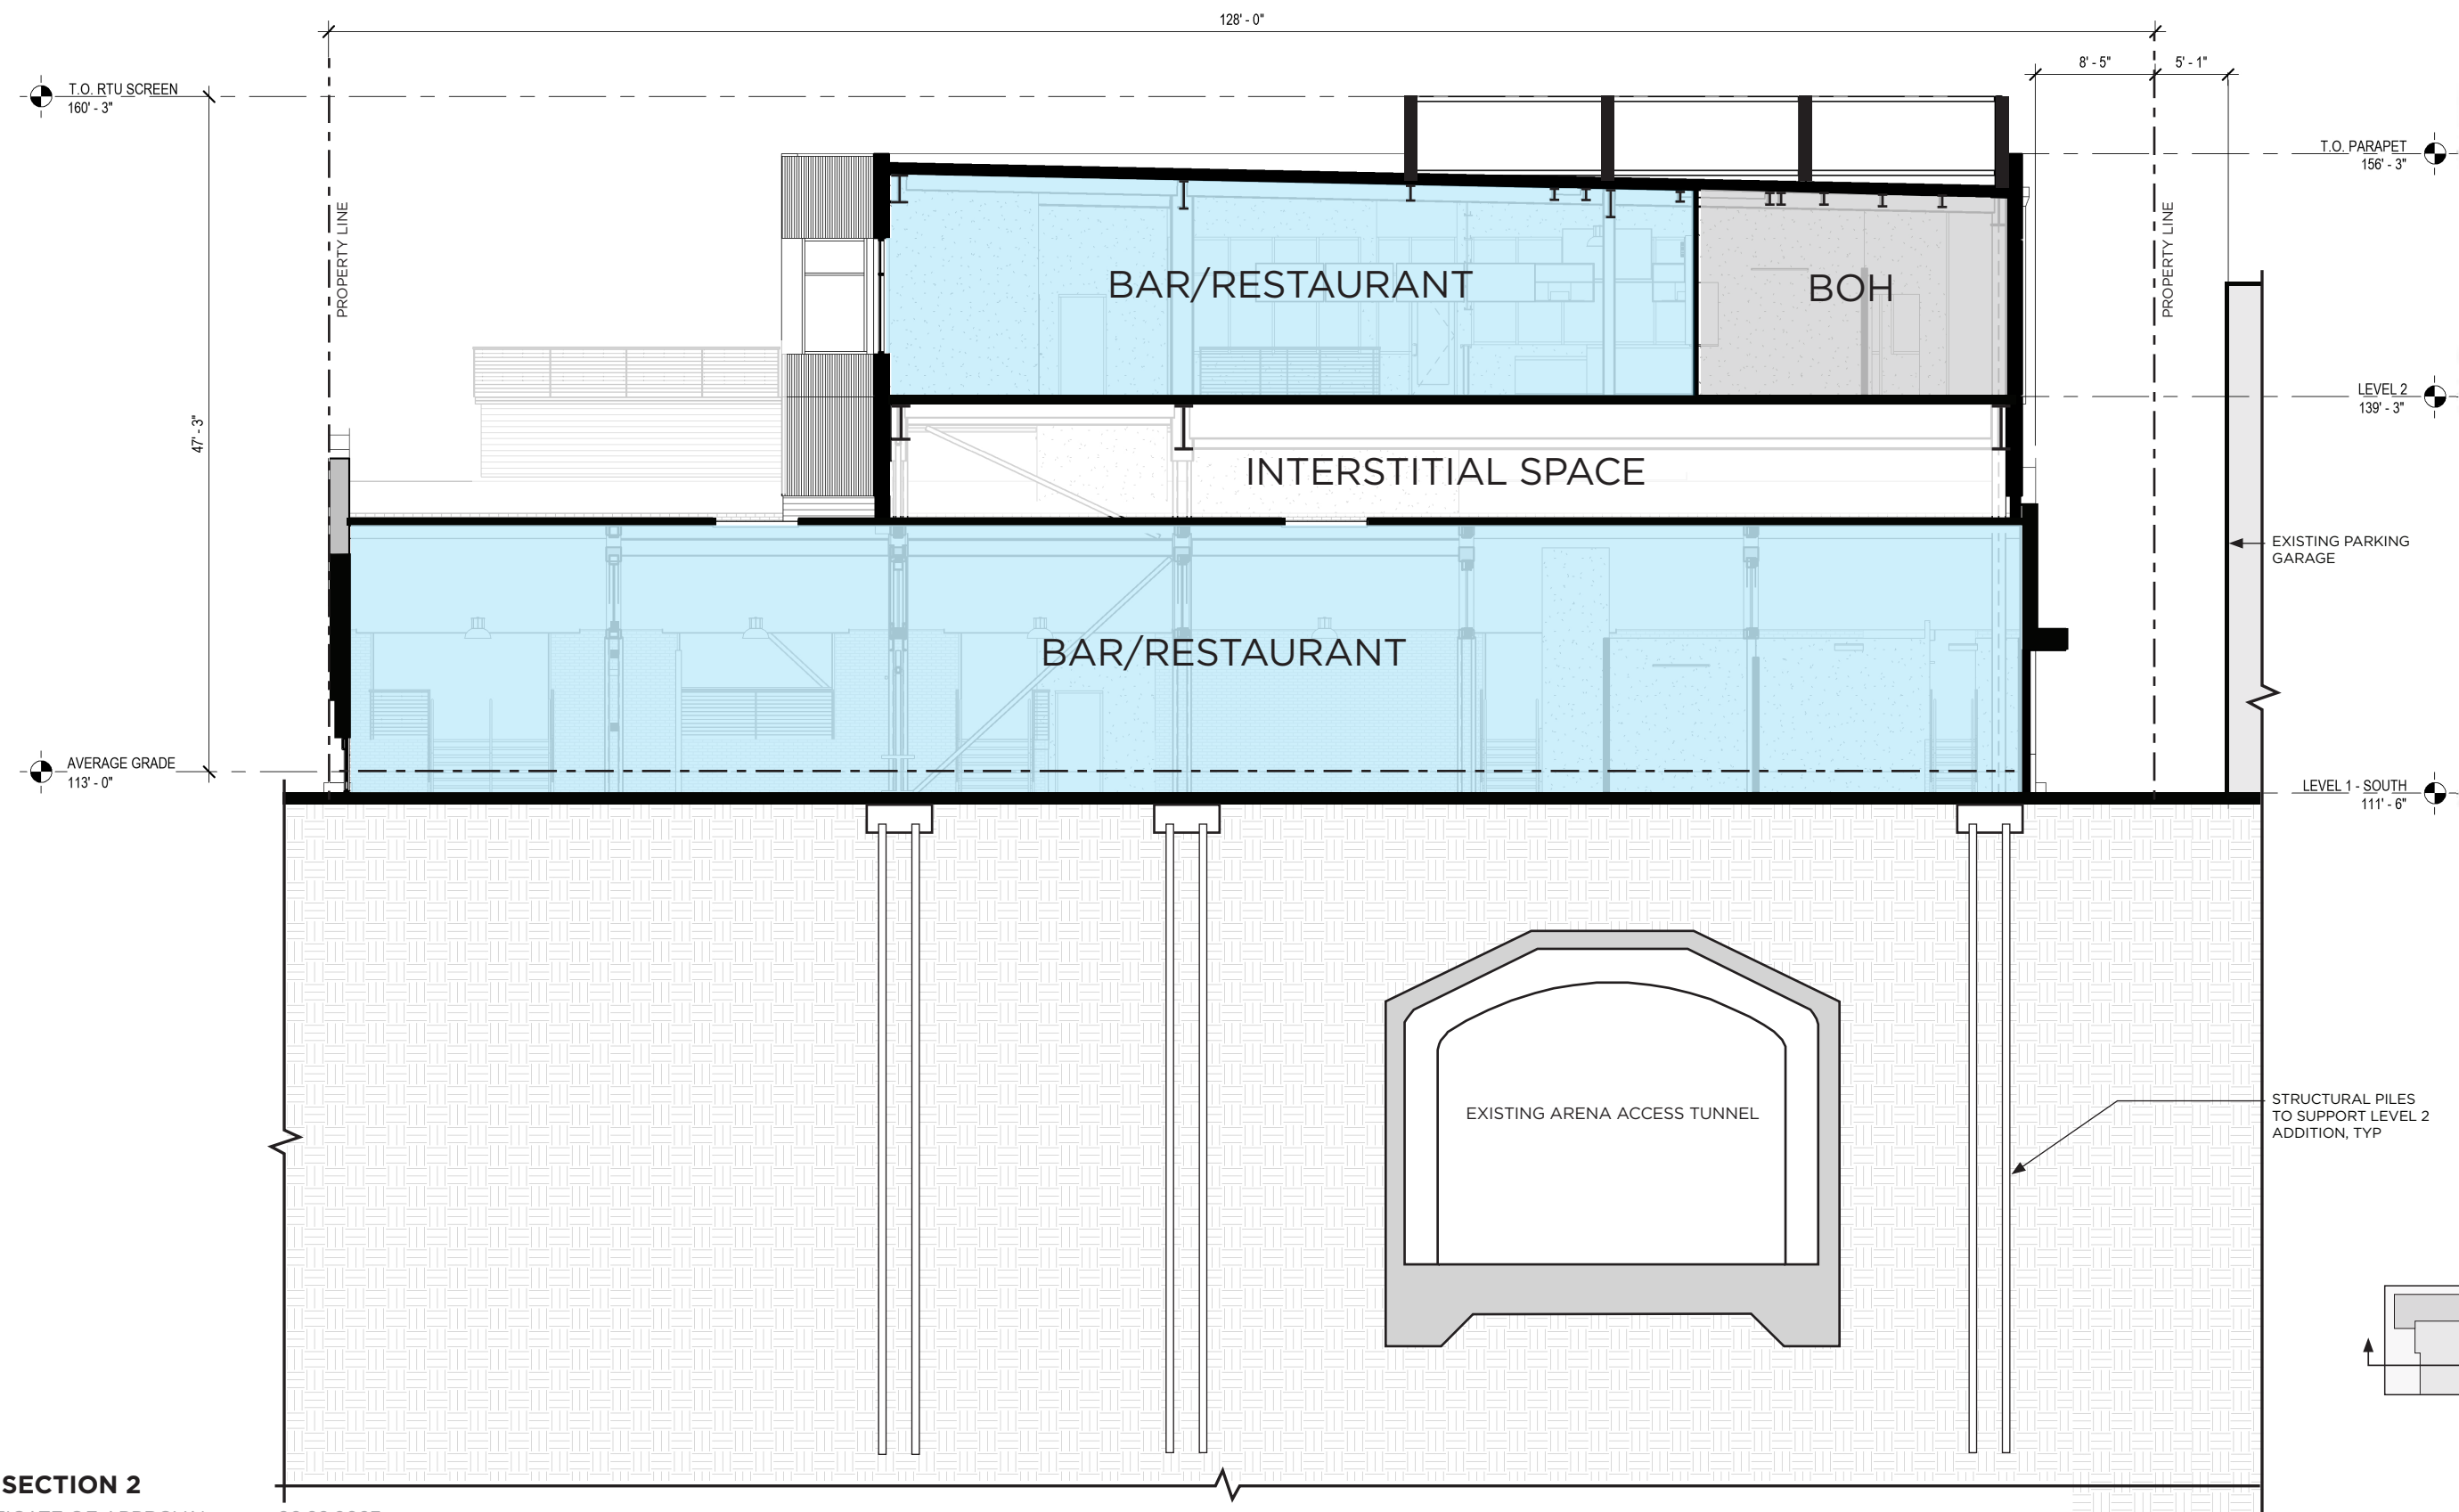 128' - 0"
8' - 5"
5' - 1"
T.O. RTU SCREEN
160' - 3"
T.O. PARAPET
156' - 3"
PROPERTY LINE
PROPERTY LINE
BAR/RESTAURANT
BOH
LEVEL 2
139' - 3"
47' - 3"
INTERSTITIAL SPACE
EXISTING PARKING
GARAGE
BAR/RESTAURANT
AVERAGE GRADE
113' - 0"
LEVEL 1 - SOUTH
111' - 6"
EXISTING ARENA ACCESS TUNNEL
STRUCTURAL PILES
TO SUPPORT LEVEL 2
ADDITION, TYP
SECTION 2